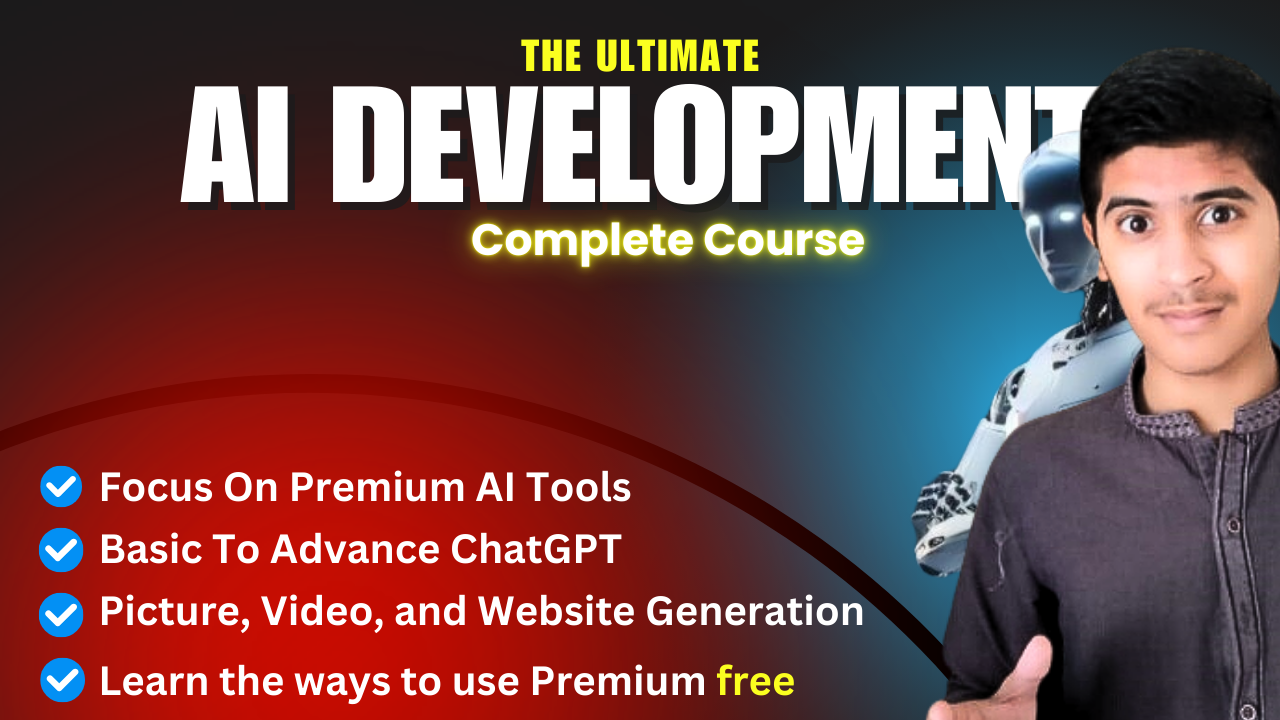 THE ULTIMATE
AI DEVELOPMENT
Complete Course
Focus On Premium AI Tools
Basic To Advance ChatGPT
Picture, Video, and Website Generation
Learn the ways to use Premium free